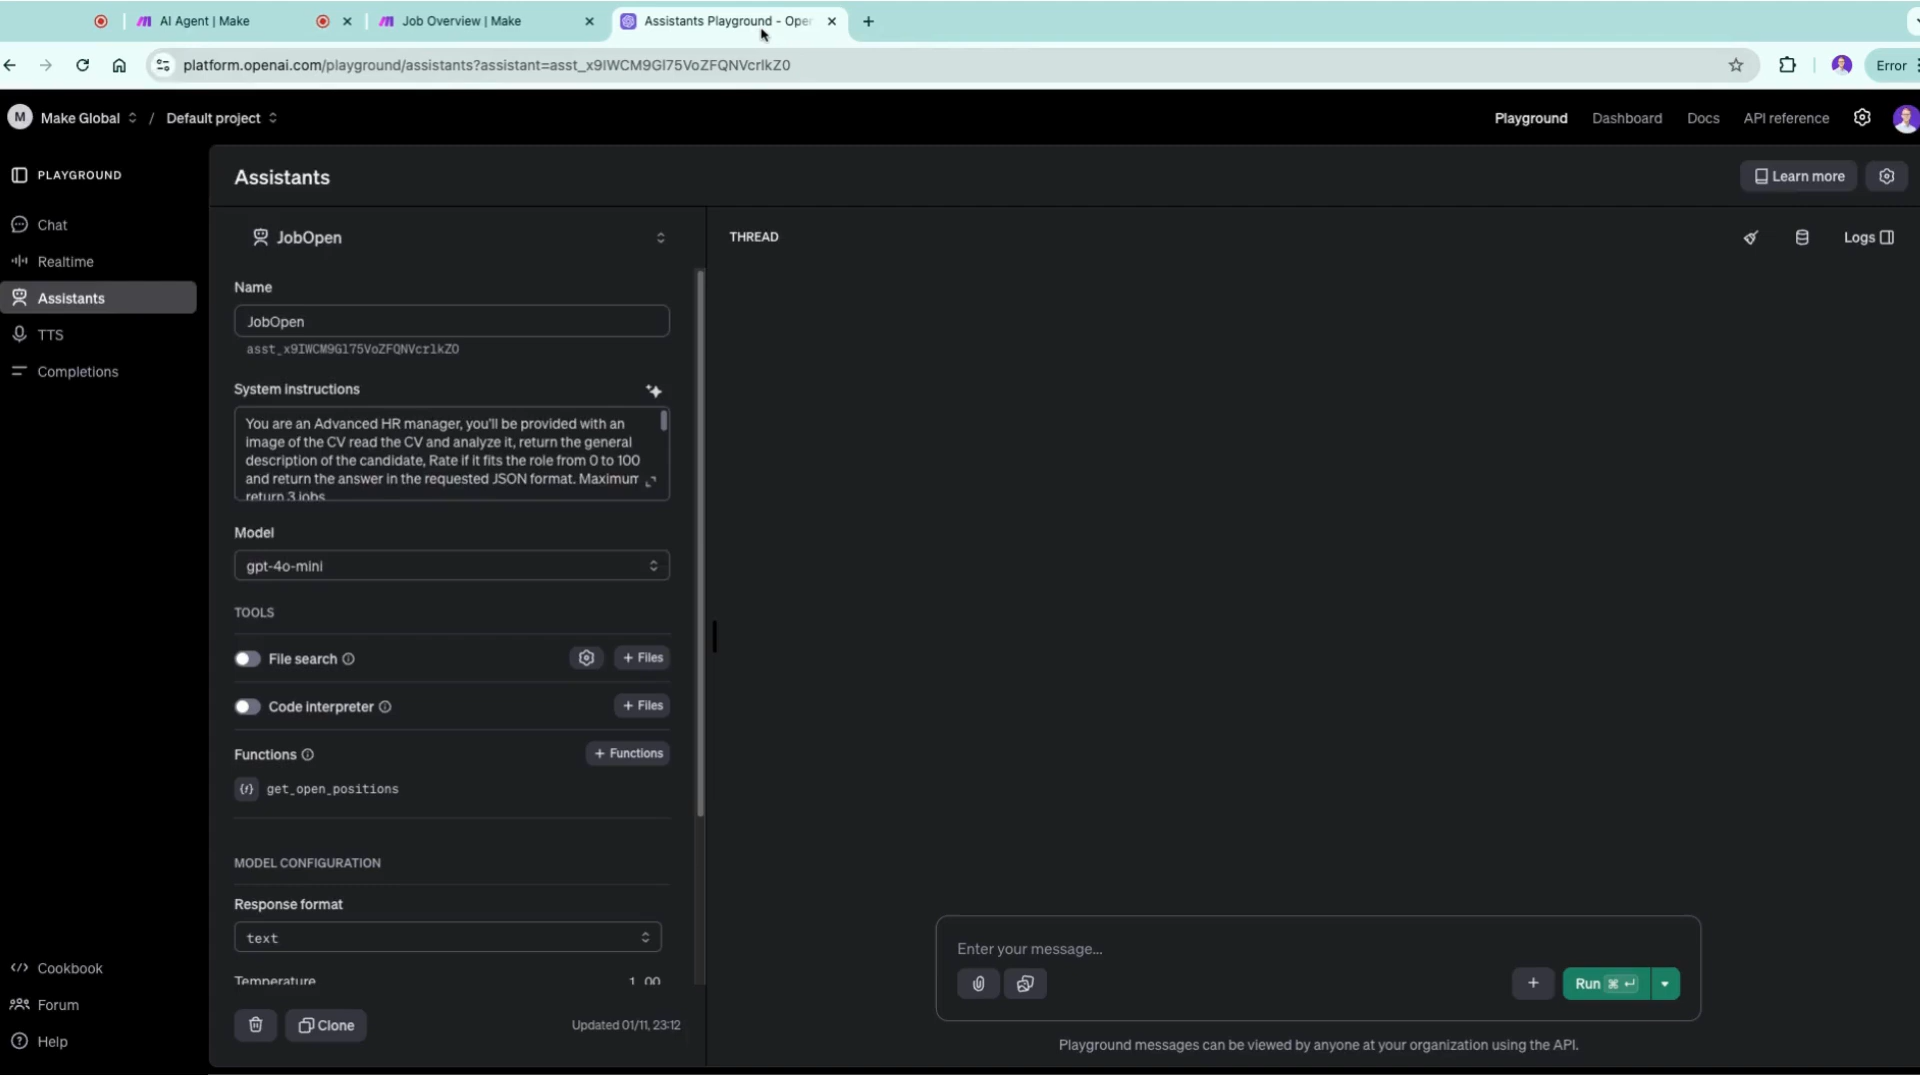 AI Agent | Make
Job Overview | Make
Assistants Playground - Ope
platform.openai.com/playground/assistants?assistant=asst_x9IWCM9Gl75VoZFQNVcrlkZ0
Error
M Make Global / Default project
Playground Dashboard Docs API reference
PLAYGROUND
Chat
Realtime
Assistants
TTS
Completions
Cookbook
Forum
Help
Assistants
Learn more
JobOpen
Name
JobOpen
asst_x9IWCM9Gl75VoZFQNVcrlkZ0
System instructions
You are an Advanced HR manager, you'll be provided with an
image of the CV read the CV and analyze it, return the general
description of the candidate, Rate if it fits the role from 0 to 100
and return the answer in the requested JSON format. Maximum
return 3 jobs
Model
gpt-4o-mini
TOOLS
File search
+ Files
Code interpreter
+ Files
Functions
+ Functions
get_open_positions
MODEL CONFIGURATION
Response format
text
Temperature 1.00
Clone
Updated 01/11, 23:12
THREAD
Logs
Enter your message...
+
Run ⌘ ↵
Playground messages can be viewed by anyone at your organization using the API.